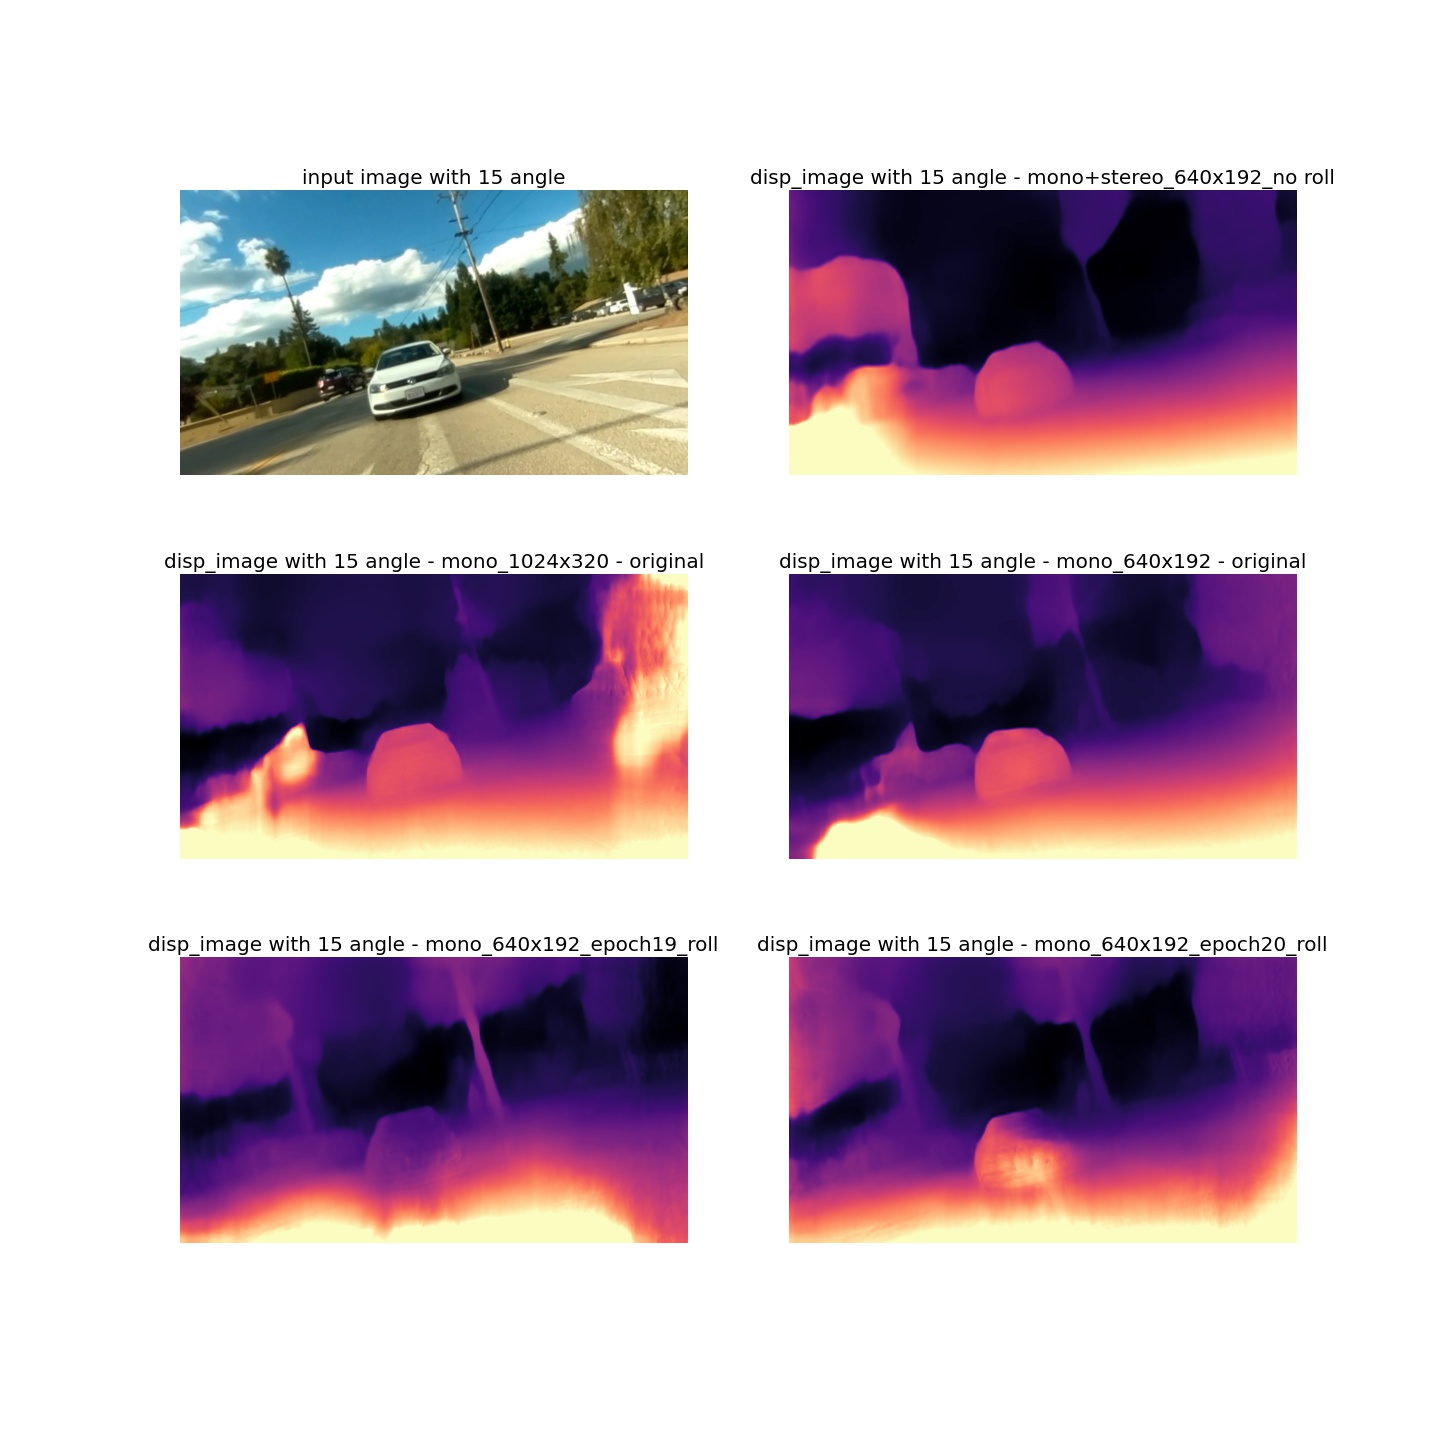 input image with 15 angle
disp_image with 15 angle - mono+stereo_640x192_no roll
disp_image with 15 angle - mono_1024x320 - original
disp_image with 15 angle - mono_640x192 - original
disp_image with 15 angle - mono_640x192_epoch19_roll
disp_image with 15 angle - mono_640x192_epoch20_roll